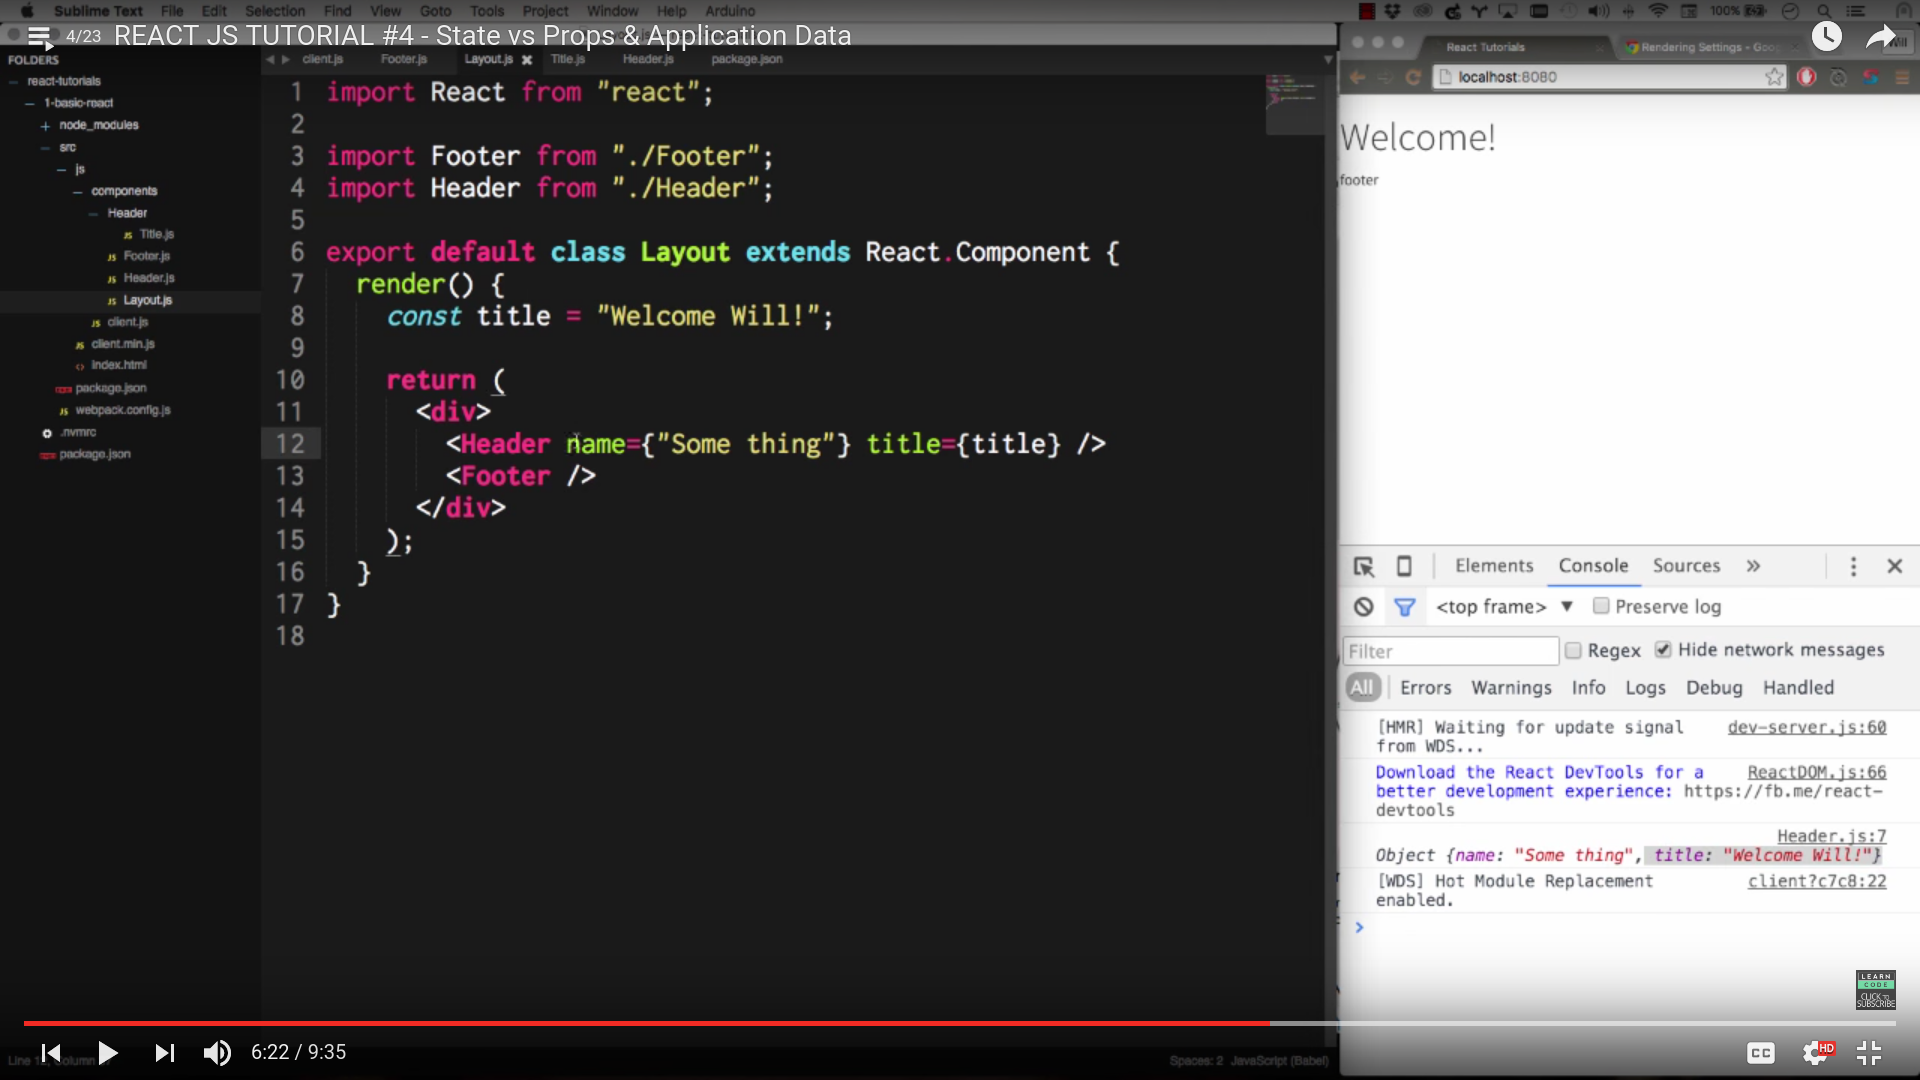 Sublime Text File Edit Selection Find View Goto Tools Project Window Help Arduino 100%
4/23 REACT JS TUTORIAL #4 - State vs Props & Application Data
FOLDERS
react-tutorials
1-basic-react
node_modules
src
js
components
Header
Title.js
Footer.js
Header.js
Layout.js
client.js
client.min.js
index.html
package.json
webpack.config.js
.nvmrc
package.json
client.js Footer.js Layout.js Title.js Header.js package.json
1 import React from "react";
2
3 import Footer from "./Footer";
4 import Header from "./Header";
5
6 export default class Layout extends React.Component {
7 render() {
8 const title = "Welcome Will!";
9
10 return (
11 <div>
12 <Header name={"Some thing"} title={title} />
13 <Footer />
14 </div>
15 );
16 }
17 }
18
React Tutorials Rendering Settings - Goo Will
localhost:8080
Welcome!
footer
Elements Console Sources »
<top frame> ▼ Preserve log
Filter Regex Hide network messages
All Errors Warnings Info Logs Debug Handled
[HMR] Waiting for update signal dev-server.js:60
from WDS...
Download the React DevTools for a ReactDOM.js:66
better development experience: https://fb.me/react-
devtools
Header.js:7
Object {name: "Some thing", title: "Welcome Will!"}
[WDS] Hot Module Replacement client?c7c8:22
enabled.
>
LEARN
CODE
CLICK TO
SUBSCRIBE
6:22 / 9:35
CC HD
Spaces: 2 JavaScript (Babel)